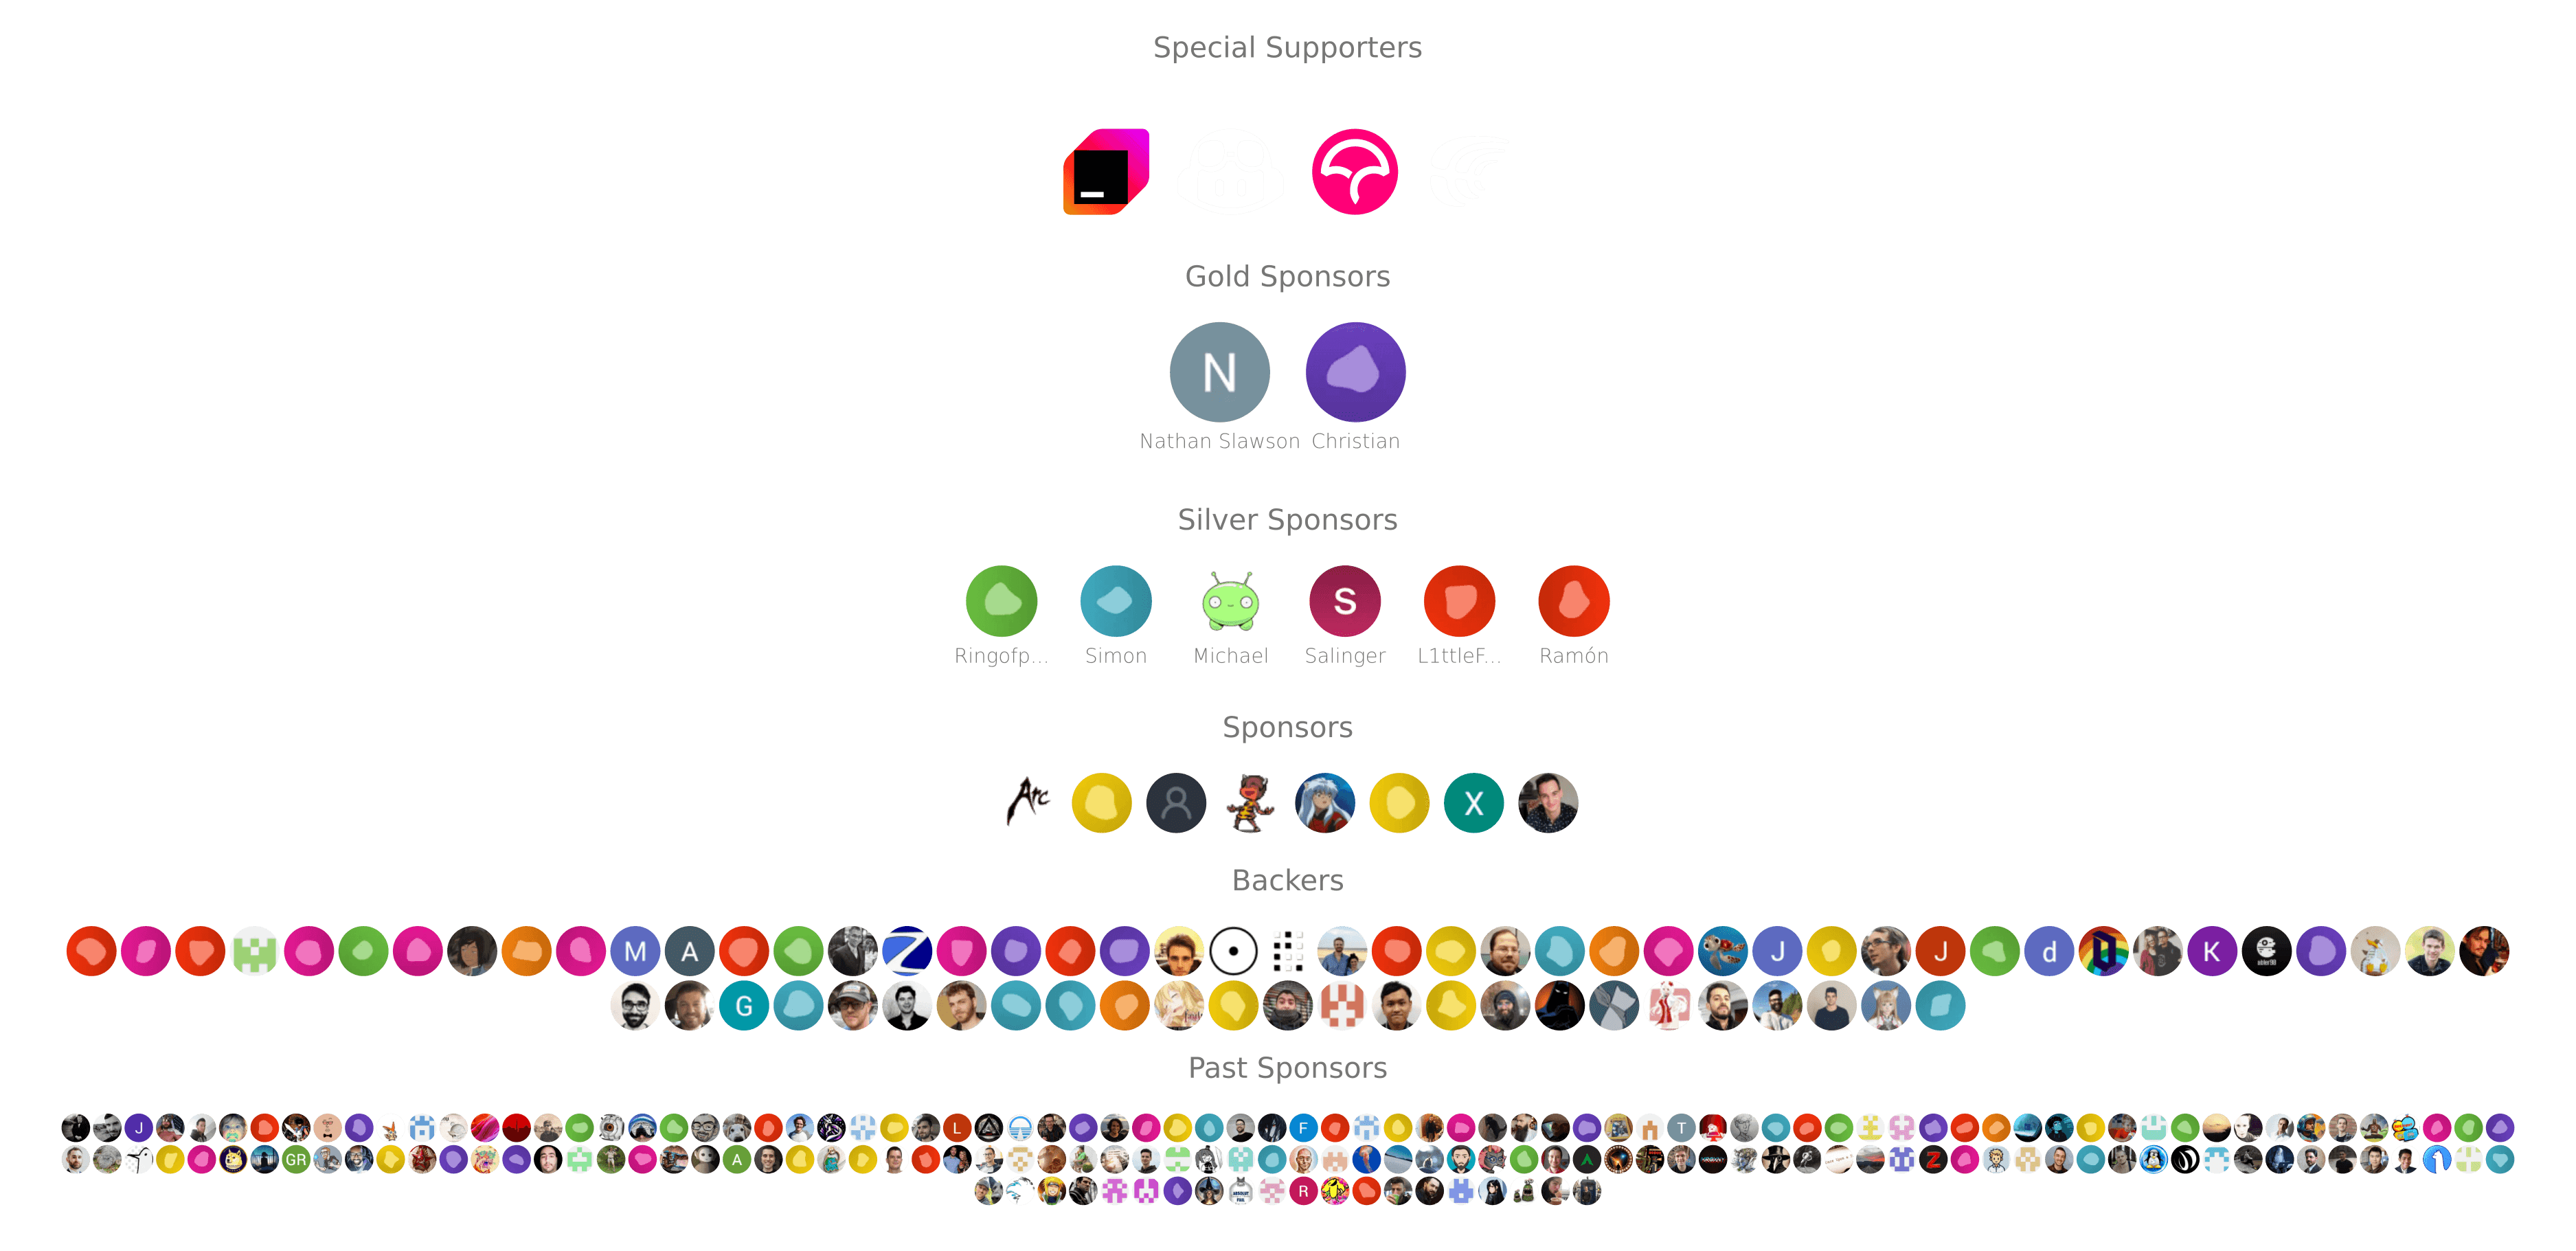 Special Supporters
Gold Sponsors
N
Nathan Slawson Christian
Silver Sponsors
S
Ringofp... Simon Michael Salinger L1ttleF... Ramón
Sponsors
Arc X
Backers
M A J J d K
G
Past Sponsors
J L F T
GR A
R